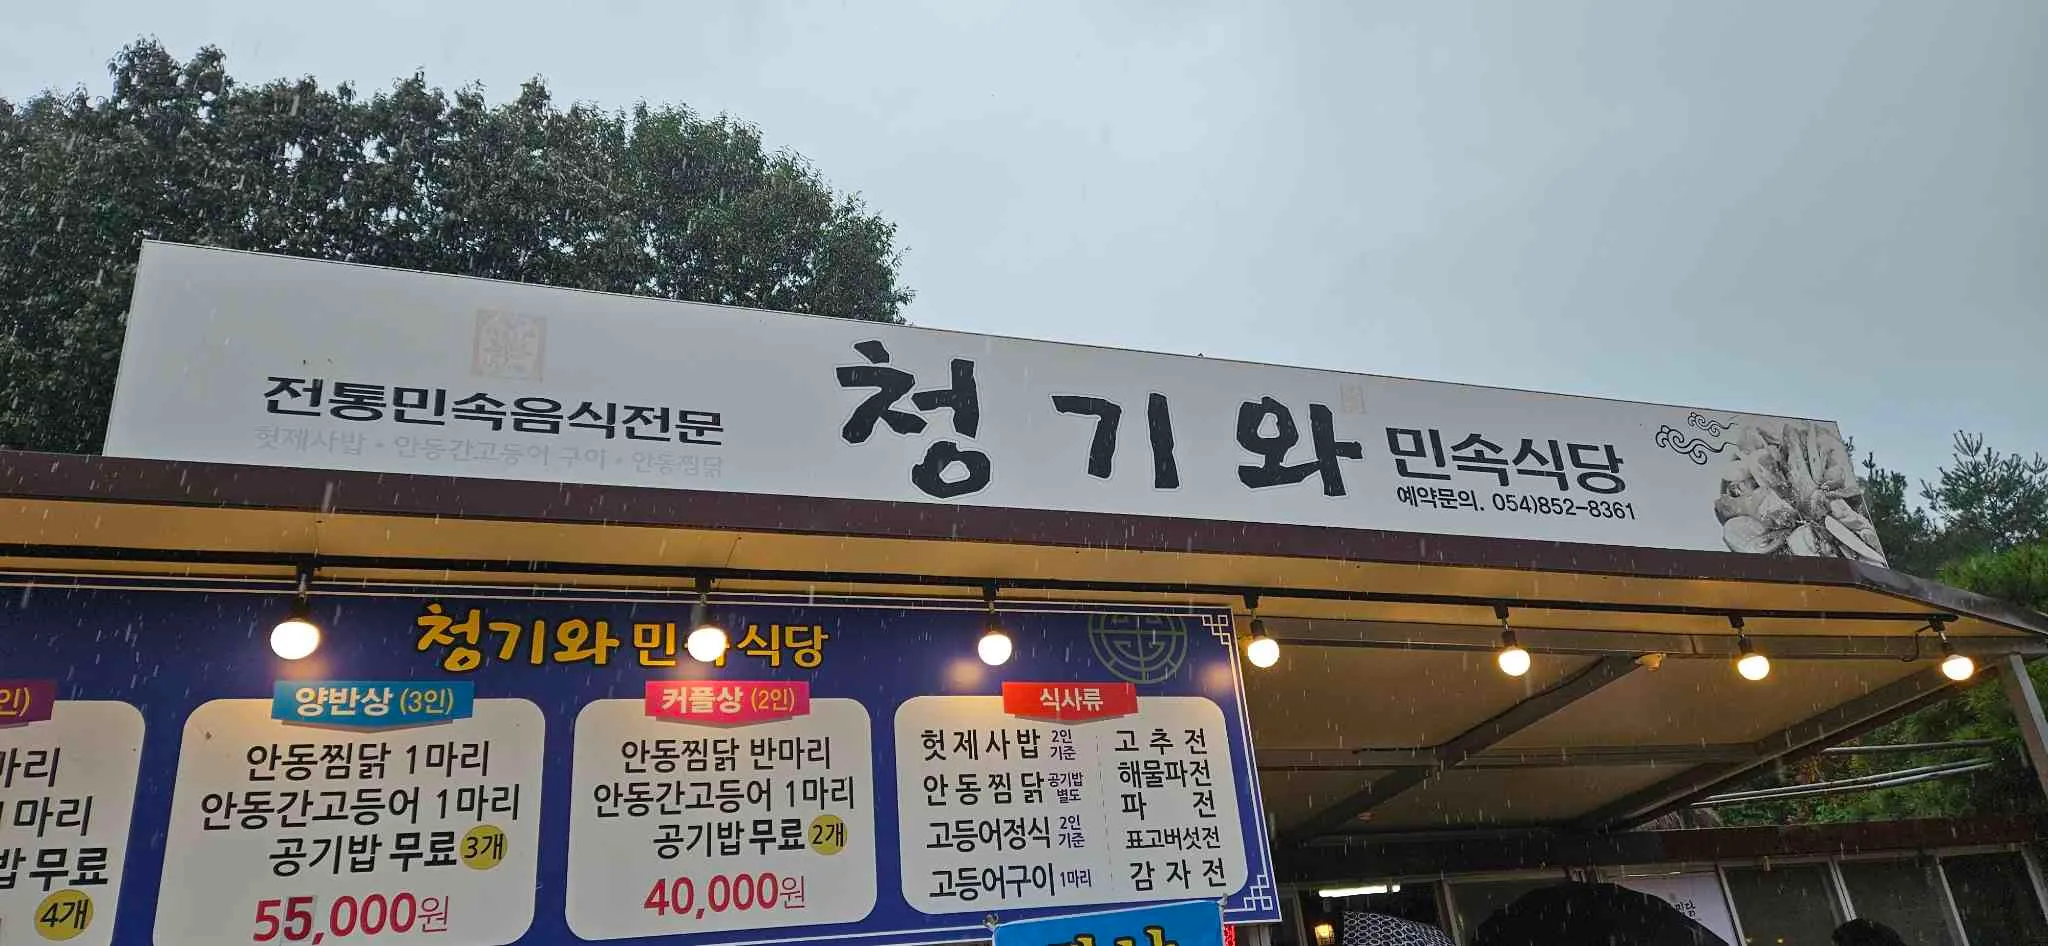 전통민속음식전문
헛제사밥 · 안동간고등어 구이 · 안동찜닭
청기와 민속식당
예약문의. 054)852-8361
청기와 민속식당
인)
마리
1마리
밥 무료
4개
양반상 (3인)
안동찜닭 1마리
안동간고등어 1마리
공기밥 무료 3개
55,000원
커플상 (2인)
안동찜닭 반마리
안동간고등어 1마리
공기밥 무료 2개
40,000원
식사류
헛제사밥 2인 기준
안동찜닭 공기밥 별도
고등어정식 2인 기준
고등어구이 1마리
고추전
해물파전
파전
표고버섯전
감자전